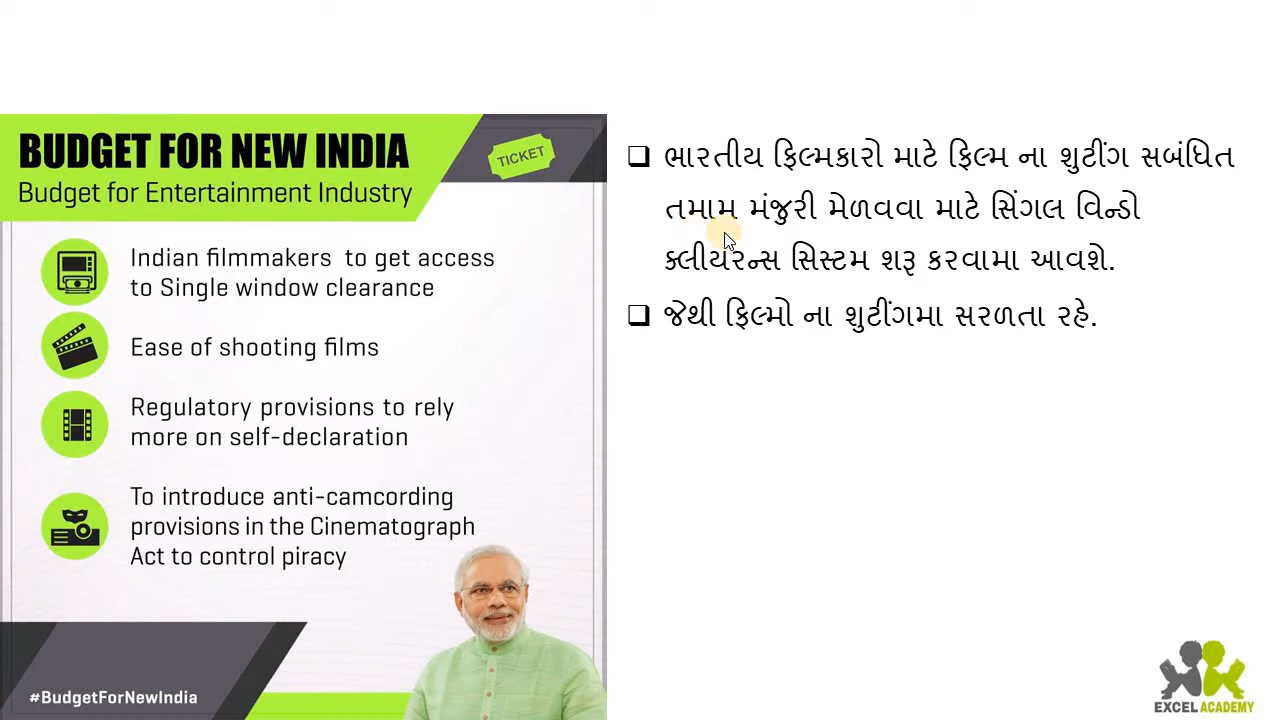 BUDGET FOR NEW INDIA
Budget for Entertainment Industry
TICKET
Indian filmmakers to get access
to Single window clearance
Ease of shooting films
Regulatory provisions to rely
more on self-declaration
To introduce anti-camcording
provisions in the Cinematograph
Act to control piracy
#BudgetForNewIndia
ભારતીય ફિલ્મકારો માટે ફિલ્મ ના શુટીંગ સબંધિત
તમામ મંજુરી મેળવવા માટે સિંગલ વિન્ડો
ક્લીયરન્સ સિસ્ટમ શરૂ કરવામા આવશે.
જેથી ફિલ્મો ના શુટીંગમા સરળતા રહે.
EXCEL ACADEMY